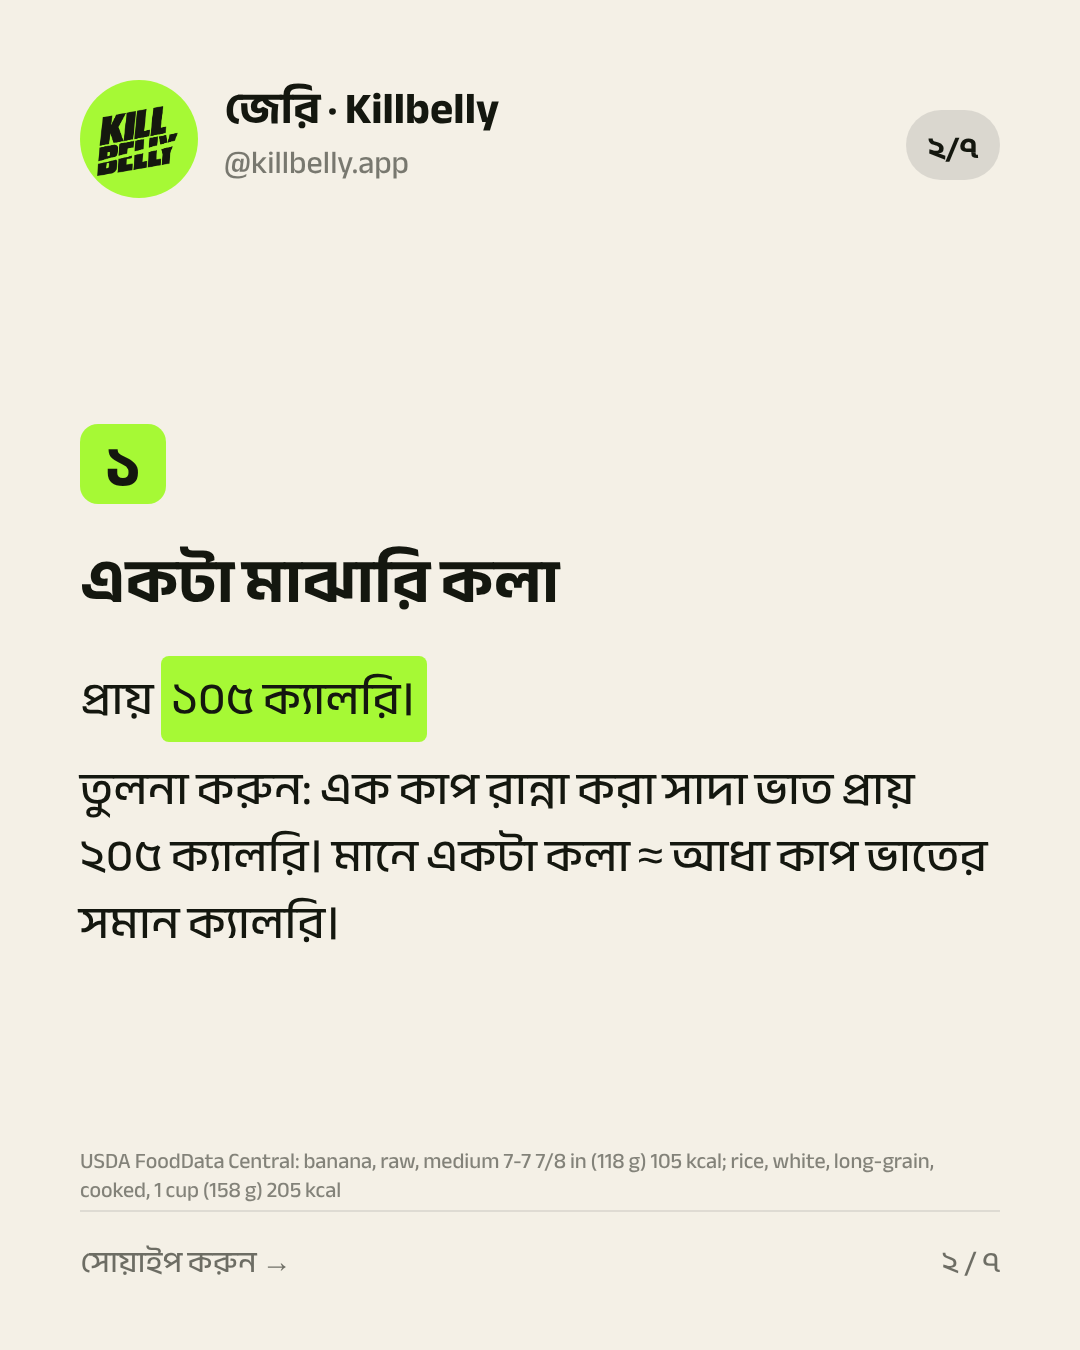 KILL
BELLY
জেরি · Killbelly
@killbelly.app
২/৭
১
একটা মাঝারি কলা
প্রায় ১০৫ ক্যালরি।
তুলনা করুন: এক কাপ রান্না করা সাদা ভাত প্রায়
২০৫ ক্যালরি। মানে একটা কলা ≈ আধা কাপ ভাতের
সমান ক্যালরি।
USDA FoodData Central: banana, raw, medium 7-7 7/8 in (118 g) 105 kcal; rice, white, long-grain,
cooked, 1 cup (158 g) 205 kcal
সোয়াইপ করুন →
২ / ৭